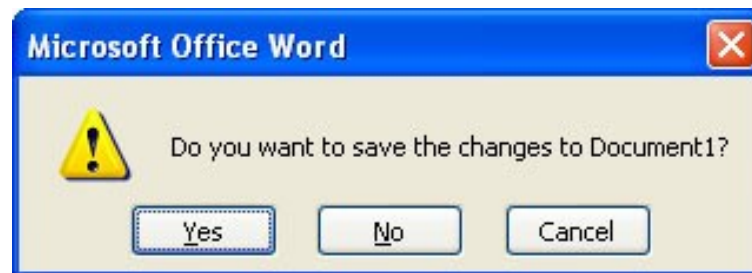 Microsoft Office Word
Do you want to save the changes to Document1?
Yes No Cancel